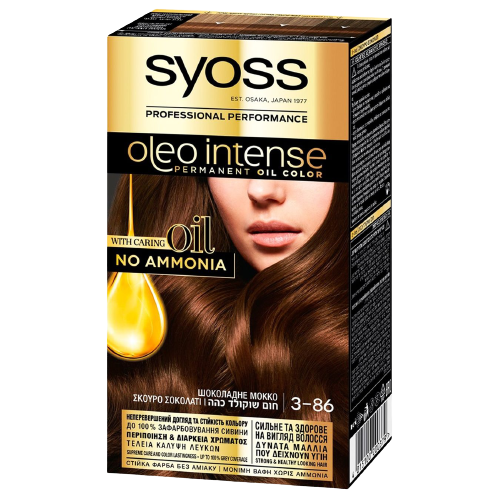 syoss
EST. OSAKA, JAPAN 1977
PROFESSIONAL PERFORMANCE
oleo intense
PERMANENT OIL COLOR
WITH CARING oil
NO AMMONIA
ШОКОЛАДНЕ МОККО
ΣΚΟΥΡΟ ΣΟΚΟΛΑΤΙ | חום שוקולד כהה 3-86
НЕПЕРЕВЕРШЕНИЙ ДОГЛЯД ТА СТІЙКІСТЬ КОЛЬОРУ
ДО 100% ЗАФАРБОВУВАННЯ СИВИНИ
ΠΕΡΙΠΟΙΗΣΗ & ΔΙΑΡΚΕΙΑ ΧΡΩΜΑΤΟΣ
ΤΕΛΕΙΑ ΚΑΛΥΨΗ ΛΕΥΚΩΝ
SUPREME CARE AND COLOR LASTINGNESS - UP TO 100% GREY COVERAGE
СИЛЬНЕ ТА ЗДОРОВЕ
НА ВИГЛЯД ВОЛОССЯ
ΔΥΝΑΤΑ ΜΑΛΛΙΑ
ΠΟΥ ΔΕΙΧΝΟΥΝ ΥΓΙΗ
STRONG & HEALTHY LOOKING HAIR
СТІЙКА ФАРБА БЕЗ АМІАКУ | ΜΟΝΙΜΗ ΒΑΦΗ ΧΩΡΙΣ ΑΜΜΩΝΙΑ